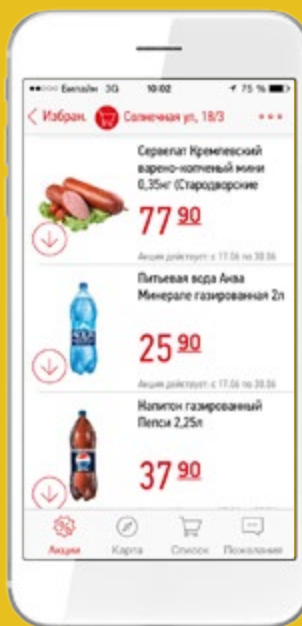 Билайн 3G 10:02 75 %
Избран. Солнечная ул, 18/3
Сервелат Кремлевский
варено-копченый мини
0,35кг (Стародворские
77 90
Акция действует: с 17.06 по 30.06
Питьевая вода Аква
Минерале газированная 2л
25 90
Акция действует: с 17.06 по 30.06
Напиток газированный
Пепси 2,25л
37 90
Акции Карта Список Пожелания